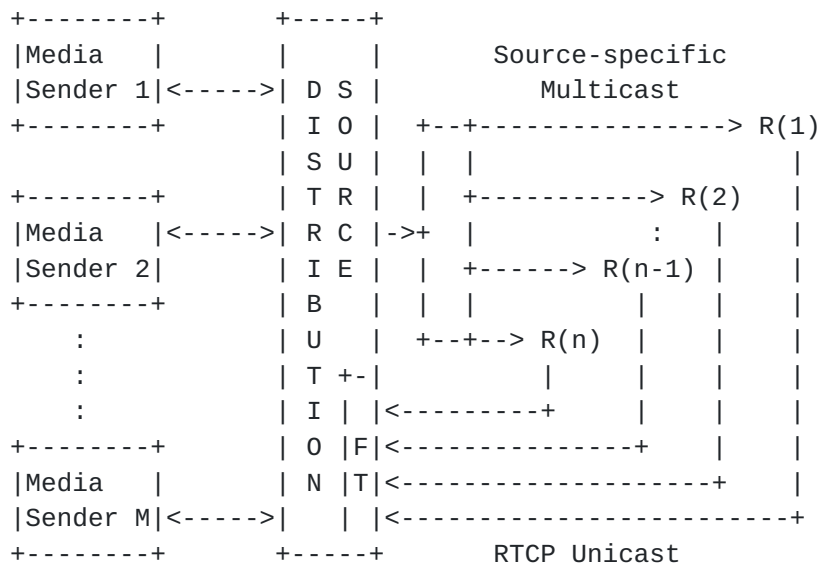 +--------+       +-----+
|Media   |       |     |       Source-specific
|Sender 1|<----->| D S |          Multicast
+--------+       | I O |  +--+----------------> R(1)
                 | S U |  |  |                    |
+--------+       | T R |  |  +-----------> R(2)   |
|Media   |<----->| R C |->+  |           :   |    |
|Sender 2|       | I E |  |  +------> R(n-1) |    |
+--------+       | B   |  |  |          |    |    |
    :            | U   |  +--+--> R(n)  |    |    |
    :            | T +-|          |     |    |    |
    :            | I | |<---------+     |    |    |
+--------+       | O |F|<---------------+    |    |
|Media   |       | N |T|<--------------------+    |
|Sender M|<----->|   | |<-------------------------+
+--------+       +-----+       RTCP Unicast